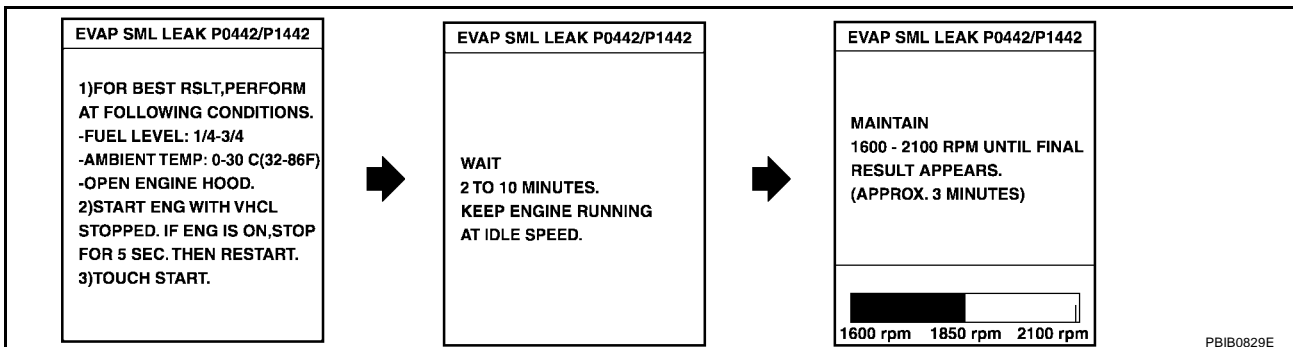 EVAP SML LEAK P0442/P1442
1)FOR BEST RSLT,PERFORM
AT FOLLOWING CONDITIONS.
-FUEL LEVEL: 1/4-3/4
-AMBIENT TEMP: 0-30 C(32-86F)
-OPEN ENGINE HOOD.
2)START ENG WITH VHCL
STOPPED. IF ENG IS ON,STOP
FOR 5 SEC. THEN RESTART.
3)TOUCH START.
EVAP SML LEAK P0442/P1442
WAIT
2 TO 10 MINUTES.
KEEP ENGINE RUNNING
AT IDLE SPEED.
EVAP SML LEAK P0442/P1442
MAINTAIN
1600 - 2100 RPM UNTIL FINAL
RESULT APPEARS.
(APPROX. 3 MINUTES)
1600 rpm 1850 rpm 2100 rpm
PBIB0829E